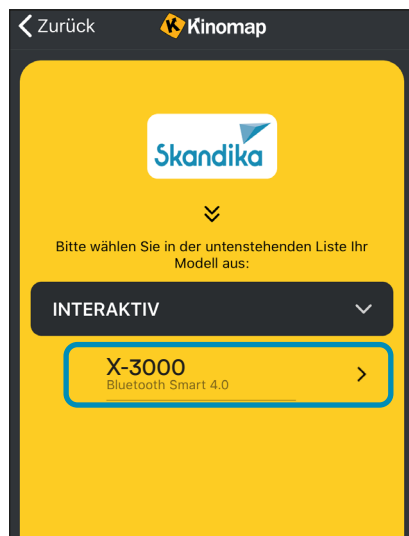 Zurück
Kinomap
Skandika
Bitte wählen Sie in der untenstehenden Liste Ihr
Modell aus:
INTERAKTIV
X-3000
Bluetooth Smart 4.0